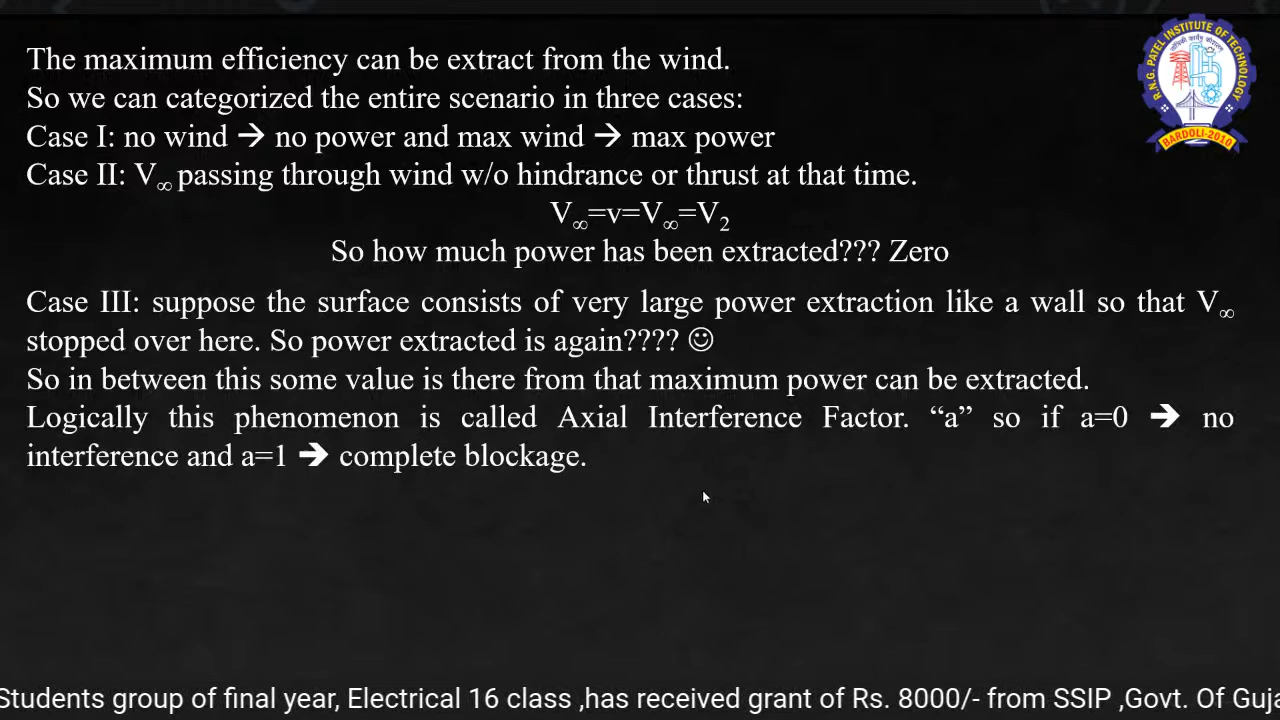 The maximum efficiency can be extract from the wind.
So we can categorized the entire scenario in three cases:
Case I: no wind → no power and max wind → max power
Case II: V∞ passing through wind w/o hindrance or thrust at that time.
V∞=v=V∞=V₂
So how much power has been extracted??? Zero
Case III: suppose the surface consists of very large power extraction like a wall so that V∞
stopped over here. So power extracted is again???? ☺
So in between this some value is there from that maximum power can be extracted.
Logically this phenomenon is called Axial Interference Factor. “a” so if a=0 ➔ no
interference and a=1 ➔ complete blockage.
R.N.G. PATEL INSTITUTE OF TECHNOLOGY
BARDOLI-2010
Students group of final year, Electrical 16 class ,has received grant of Rs. 8000/- from SSIP ,Govt. Of Guja